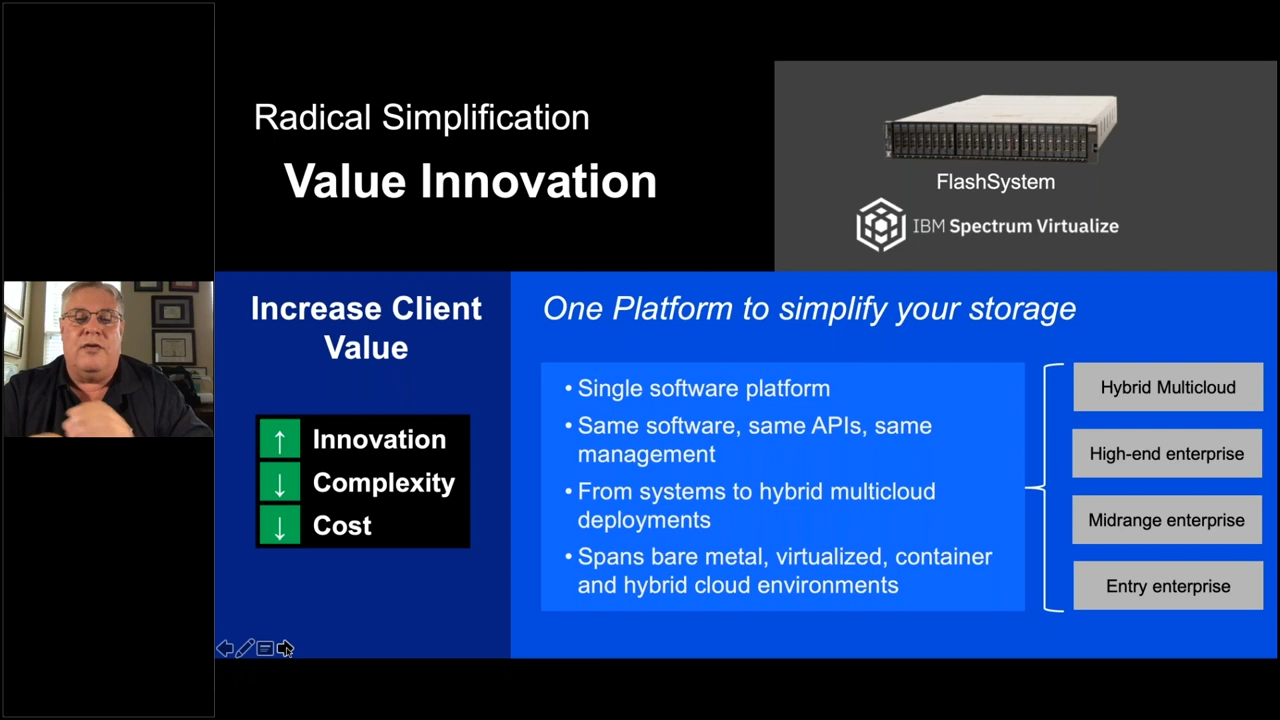 Radical Simplification
Value Innovation
FlashSystem
IBM Spectrum Virtualize
Increase Client
Value
↑ Innovation
↓ Complexity
↓ Cost
One Platform to simplify your storage
• Single software platform
• Same software, same APIs, same
management
• From systems to hybrid multicloud
deployments
• Spans bare metal, virtualized, container
and hybrid cloud environments
Hybrid Multicloud
High-end enterprise
Midrange enterprise
Entry enterprise